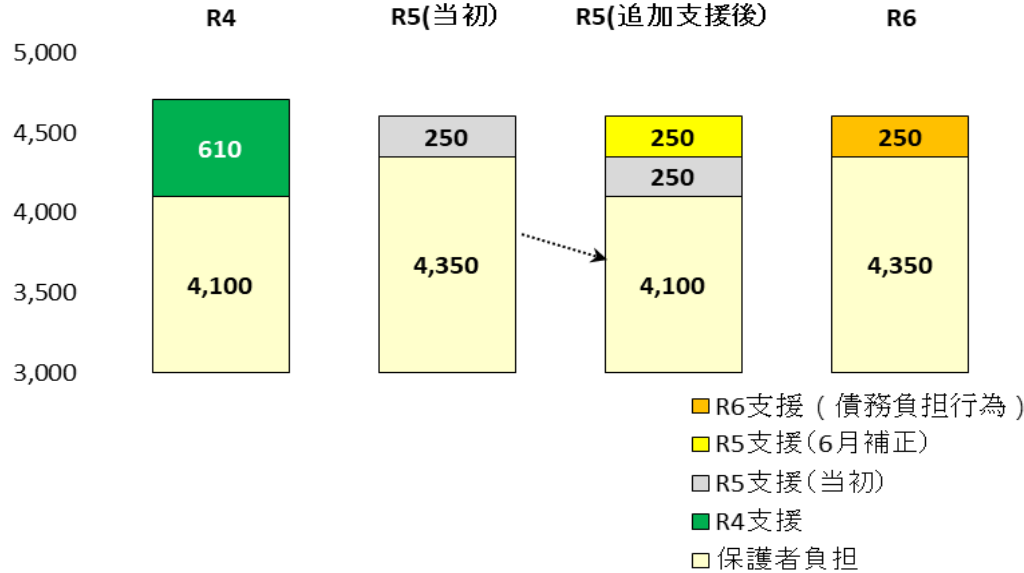 R4
R5(当初)
R5(追加支援後)
R6
5,000
4,500
4,000
3,500
3,000
610
4,100
250
4,350
250
250
4,100
250
4,350
R6支援(債務負担行為)
R5支援(6月補正)
R5支援(当初)
R4支援
保護者負担